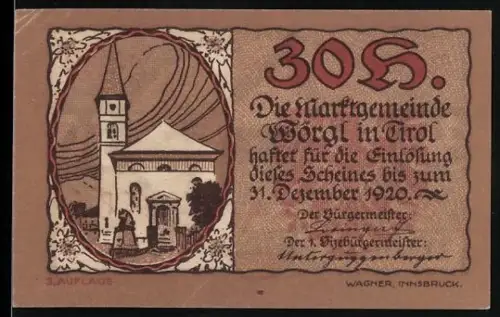 30 H.
Die Marktgemeinde
Wörgl in Tirol
haftet für die Einlösung
dieses Scheines bis zum
31. Dezember 1920.
Der Bürgermeister:
Der 1. Vizebürgermeister:
Unterguggenberger
3. AUFLAGE
WAGNER, INNSBRUCK.